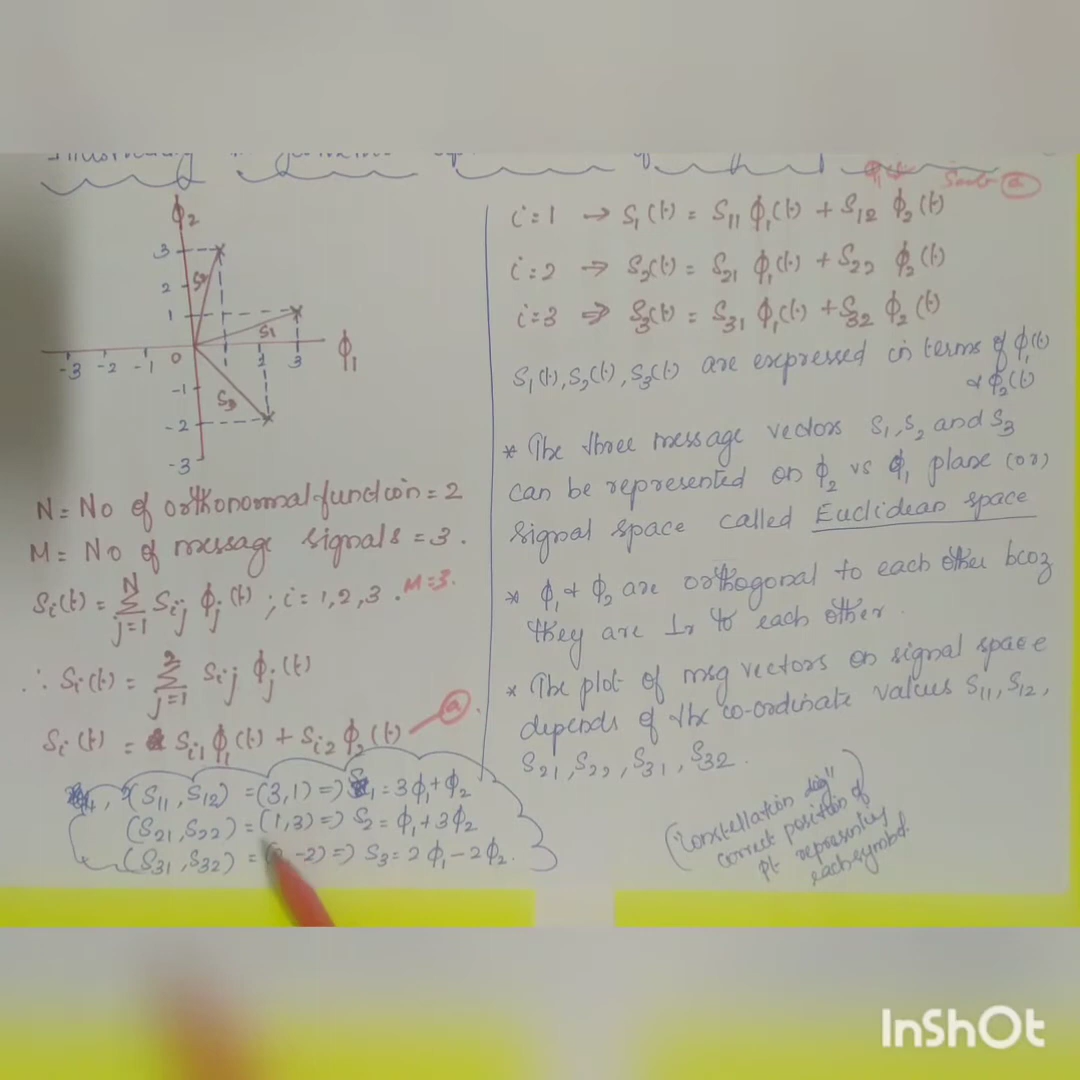 Sub (a)
ϕ2
3
2
1
0
-3 -2 -1
2 3
ϕ1
-1
-2
-3
S2
S1
S3
N = No of orthonormal function = 2
M = No of message signals = 3.
Si(t) = N∑j=1 Sij ϕj(t) ; i = 1,2,3. M=3.
∴ Si(t) = 2∑j=1 Sij ϕj(t)
Si(t) = Si1 ϕ1(t) + Si2 ϕ2(t) (a).
(S11, S12) = (3,1) => S1 = 3ϕ1 + ϕ2
(S21, S22) = (1,3) => S2 = ϕ1 + 3ϕ2
(S31, S32) = -2) => S3 = 2ϕ1 - 2ϕ2.
i=1 → S1(t) = S11 ϕ1(t) + S12 ϕ2(t)
i=2 → S2(t) = S21 ϕ1(t) + S22 ϕ2(t)
i=3 => S3(t) = S31 ϕ1(t) + S32 ϕ2(t)
S1(t), S2(t), S3(t) are expressed in terms of ϕ1(t)
& ϕ2(t)
* The three message vectors S1, S2 and S3
can be represented on ϕ2 vs ϕ1 plane (or)
signal space called Euclidean space
* ϕ1 & ϕ2 are orthogonal to each other bcoz
they are ⊥r to each other.
* The plot of msg vectors on signal space
depends of the co-ordinate values S11, S12,
S21, S22, S31, S32.
(Constellation diag"
correct position of
pt representing
each symbol.
InShOt